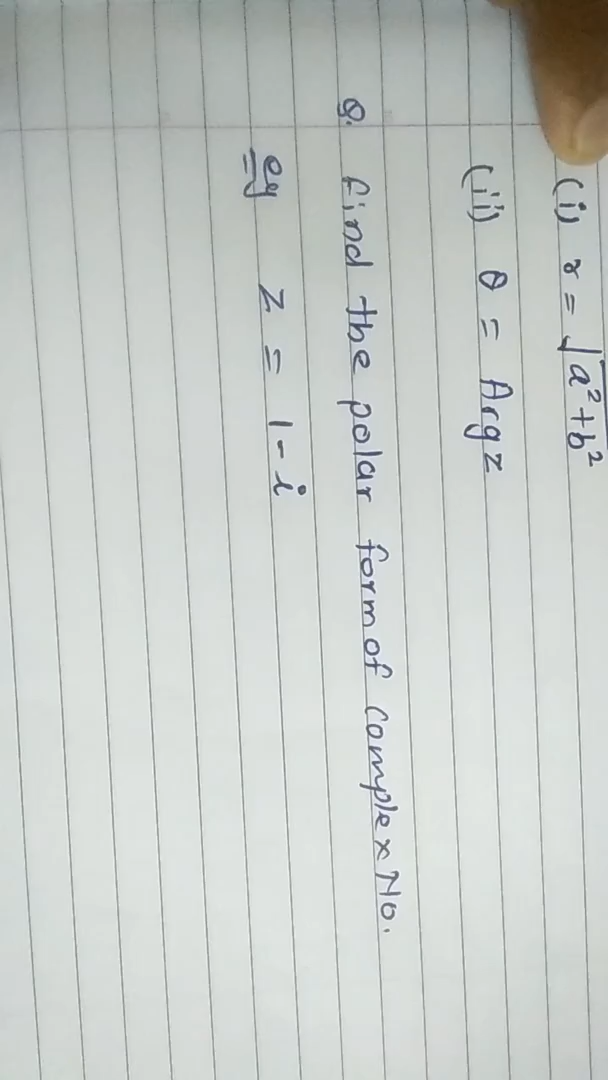 (i) r = √a²+b²
(ii) θ = Arg z
Q. find the polar form of Complex No.
eg z = 1 - i